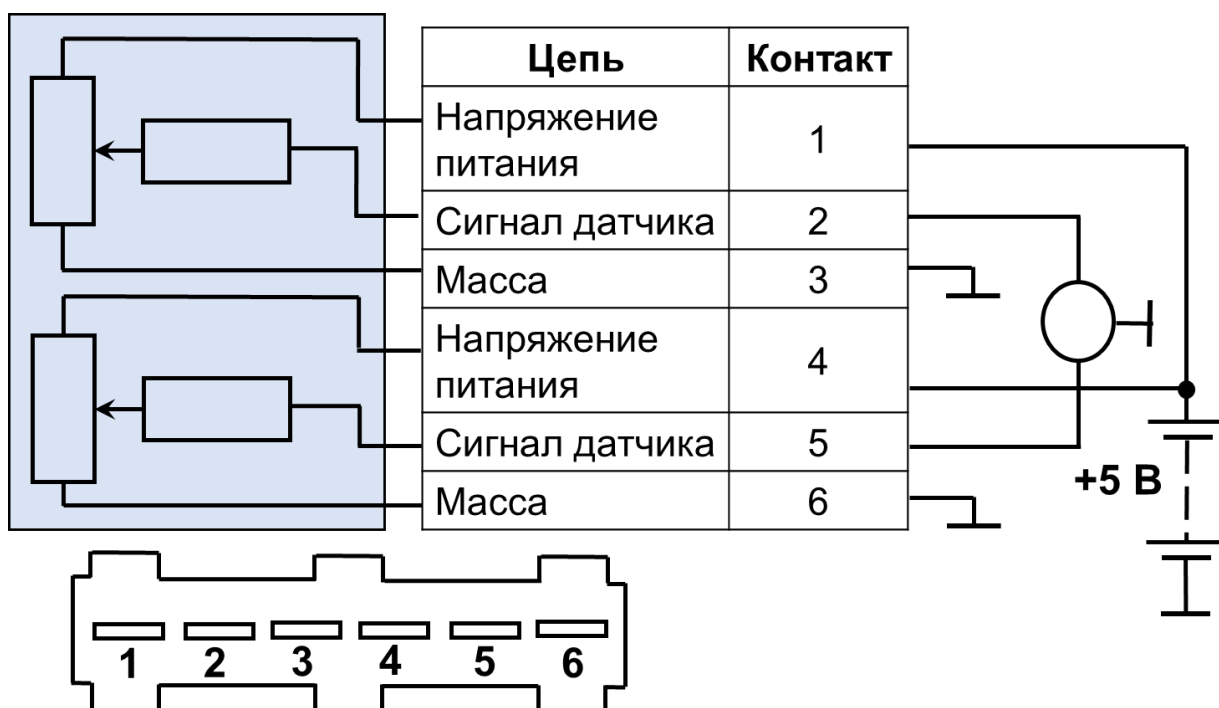 Цепь Контакт
Напряжение
питания 1
Сигнал датчика 2
Масса 3
Напряжение
питания 4
Сигнал датчика 5
Масса 6
+5 В
1 2 3 4 5 6